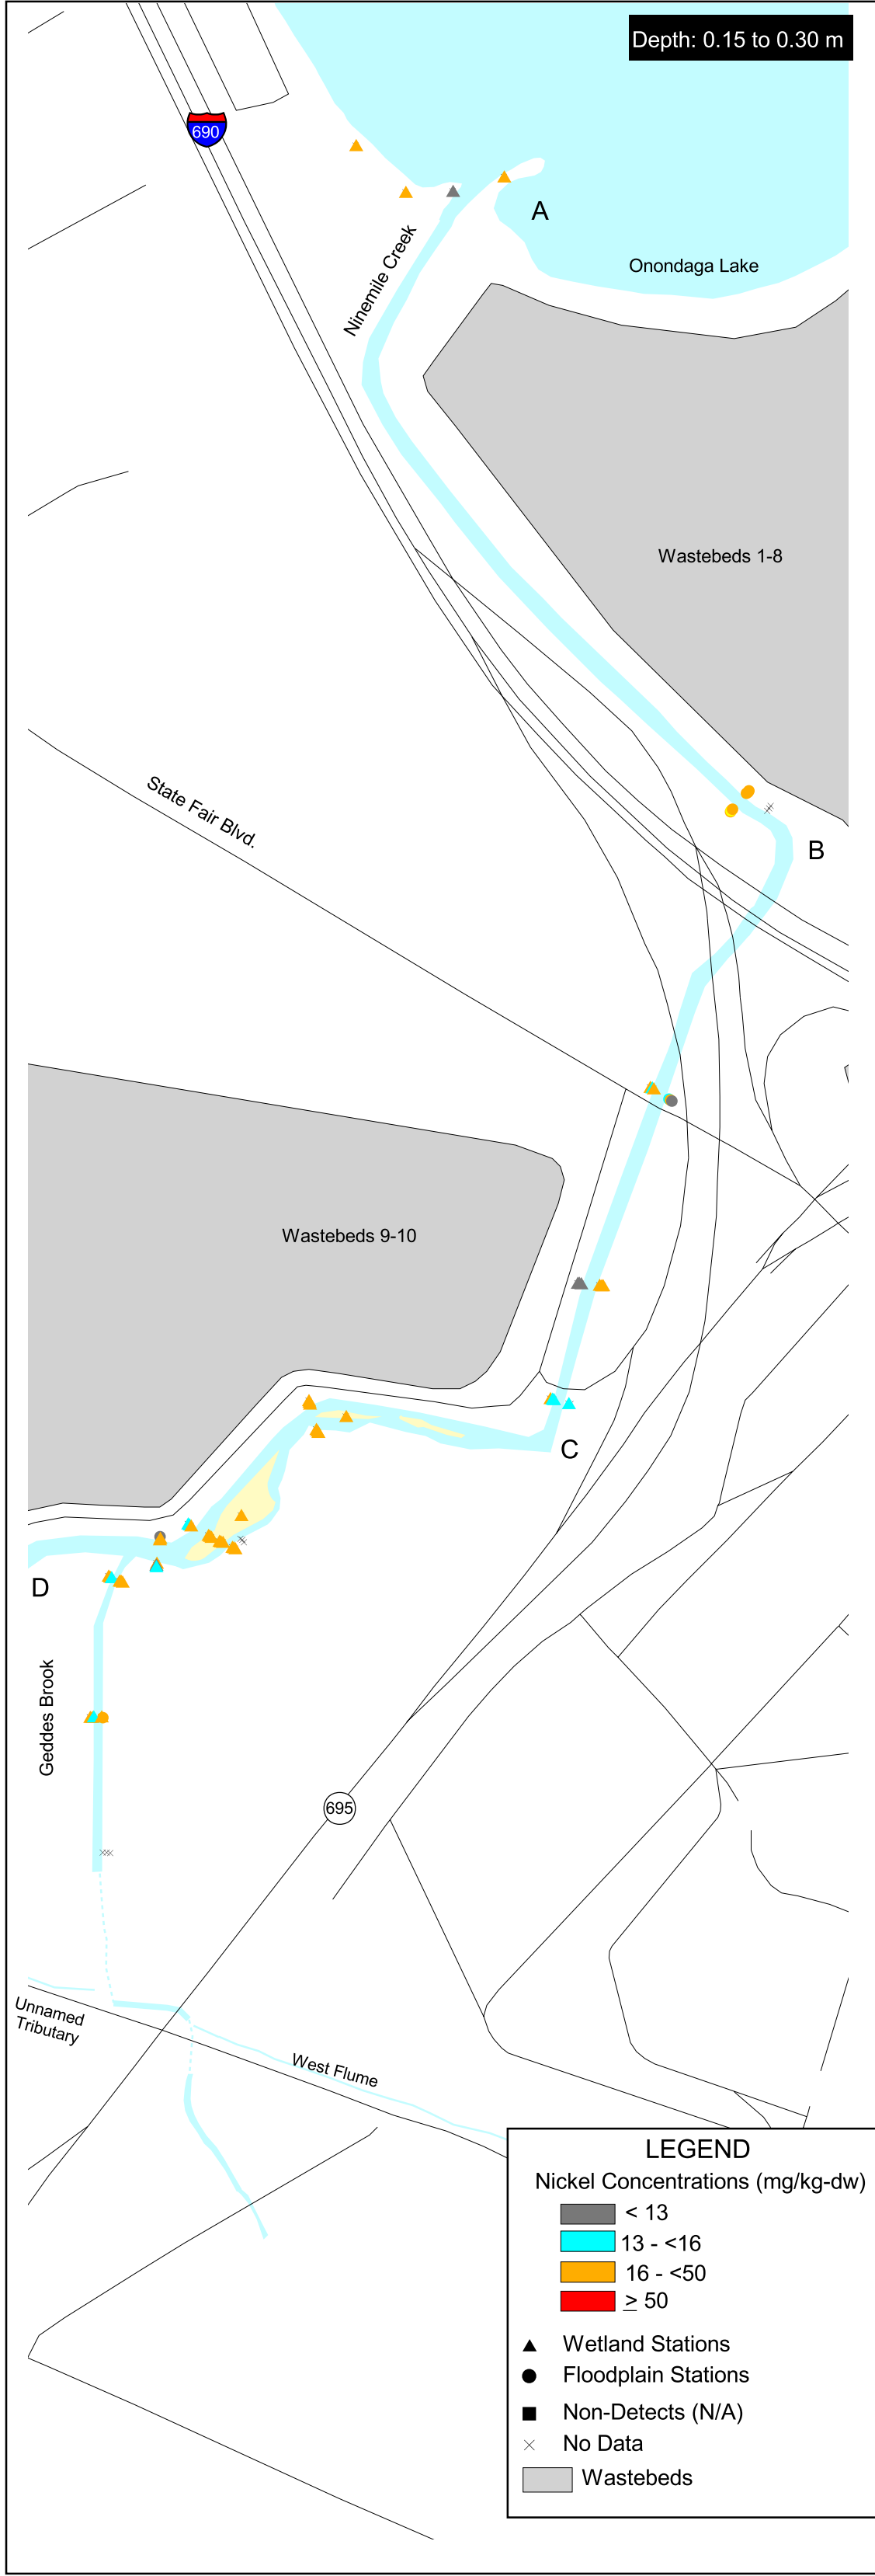 Depth: 0.15 to 0.30 m
690
A
Ninemile Creek
Onondaga Lake
Wastebeds 1-8
State Fair Blvd.
B
Wastebeds 9-10
C
D
Geddes Brook
695
Unnamed
Tributary
West Flume
LEGEND
Nickel Concentrations (mg/kg-dw)
< 13
13 - <16
16 - <50
≥ 50
Wetland Stations
Floodplain Stations
Non-Detects (N/A)
No Data
Wastebeds